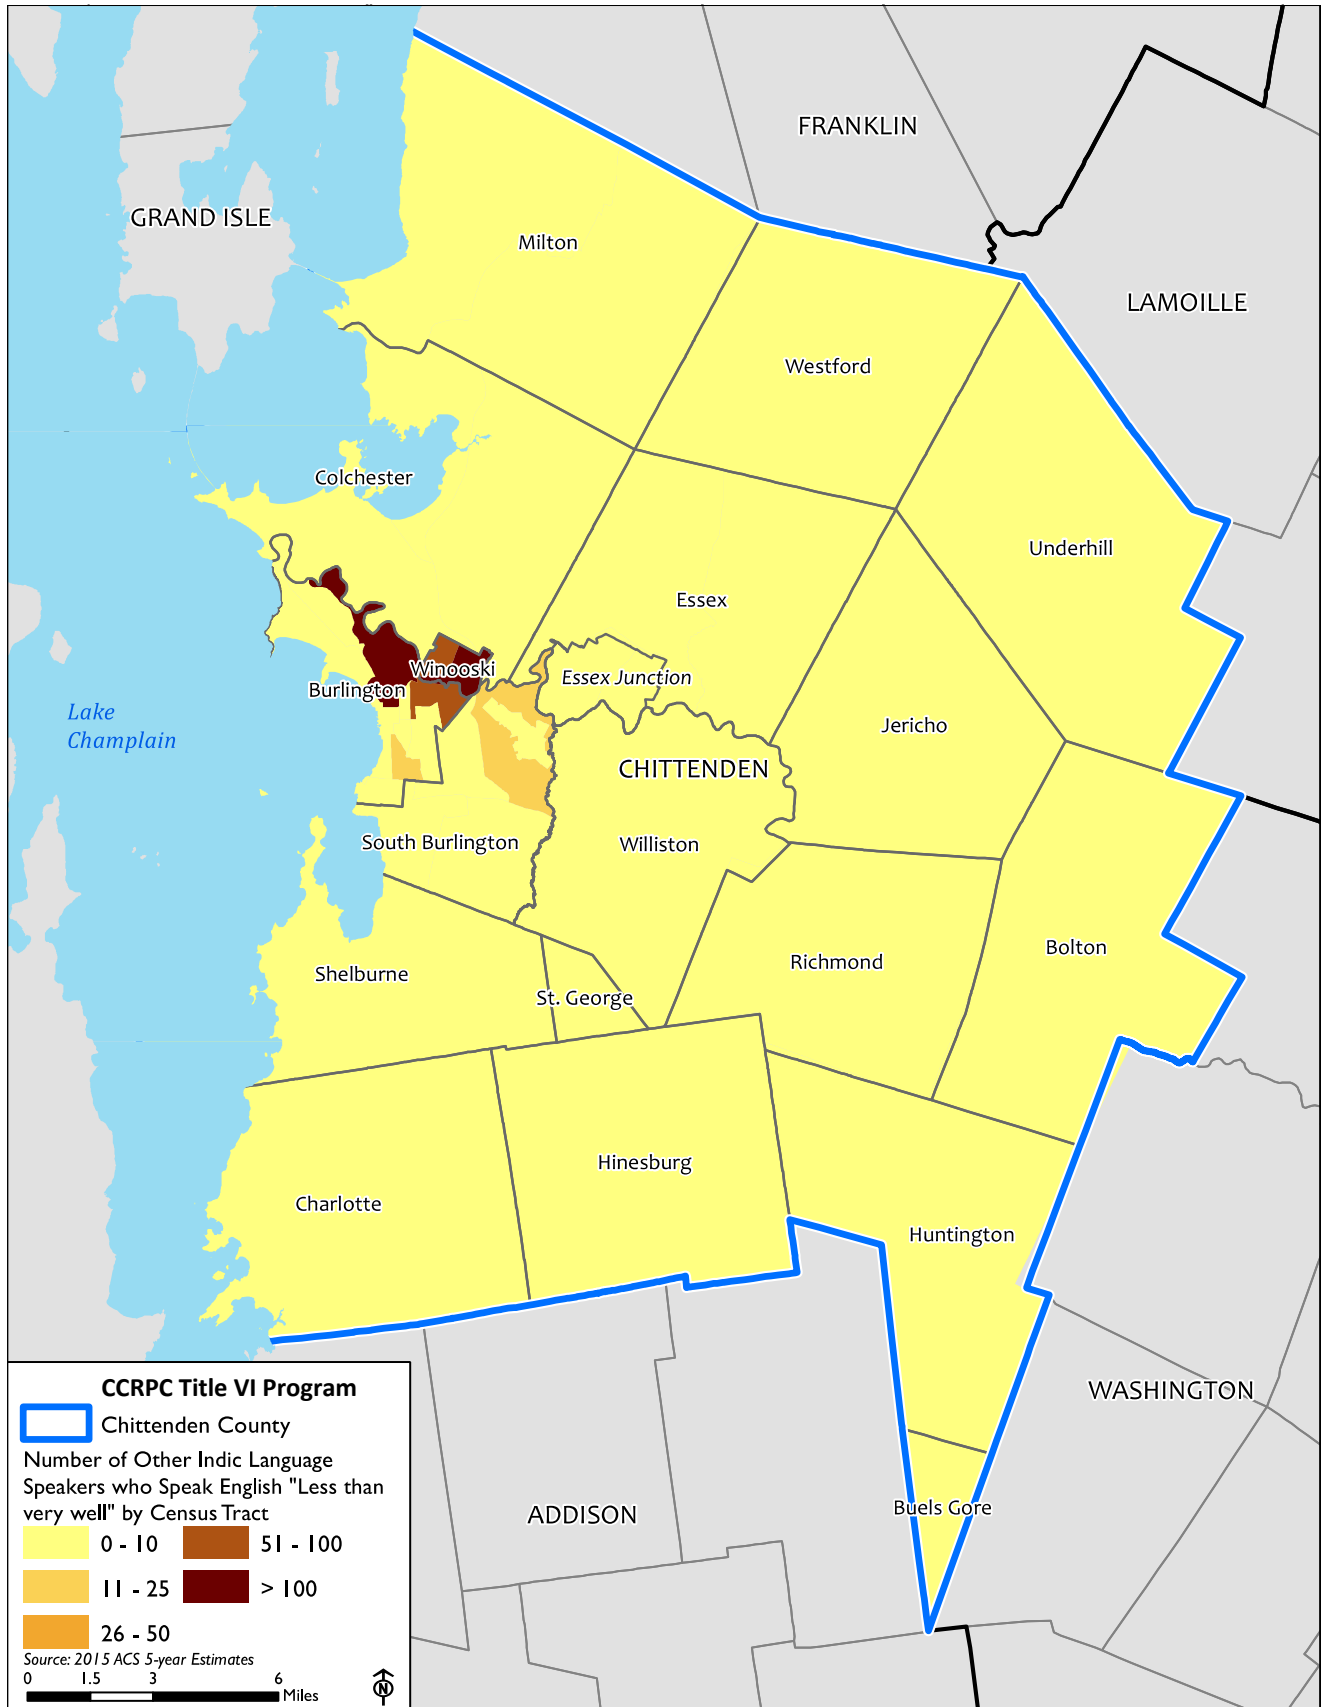 FRANKLIN
GRAND ISLE
Milton
LAMOILLE
Westford
Colchester
Underhill
Essex
Winooski
Essex Junction
Burlington
Lake
Champlain
Jericho
CHITTENDEN
South Burlington
Williston
Bolton
Richmond
Shelburne
St. George
Hinesburg
Charlotte
Huntington
WASHINGTON
Buels Gore
ADDISON
CCRPC Title VI Program
Chittenden County
Number of Other Indic Language
Speakers who Speak English "Less than
very well" by Census Tract
0 - 10 51 - 100
11 - 25 > 100
26 - 50
Source: 2015 ACS 5-year Estimates
0 1.5 3 6
Miles
N